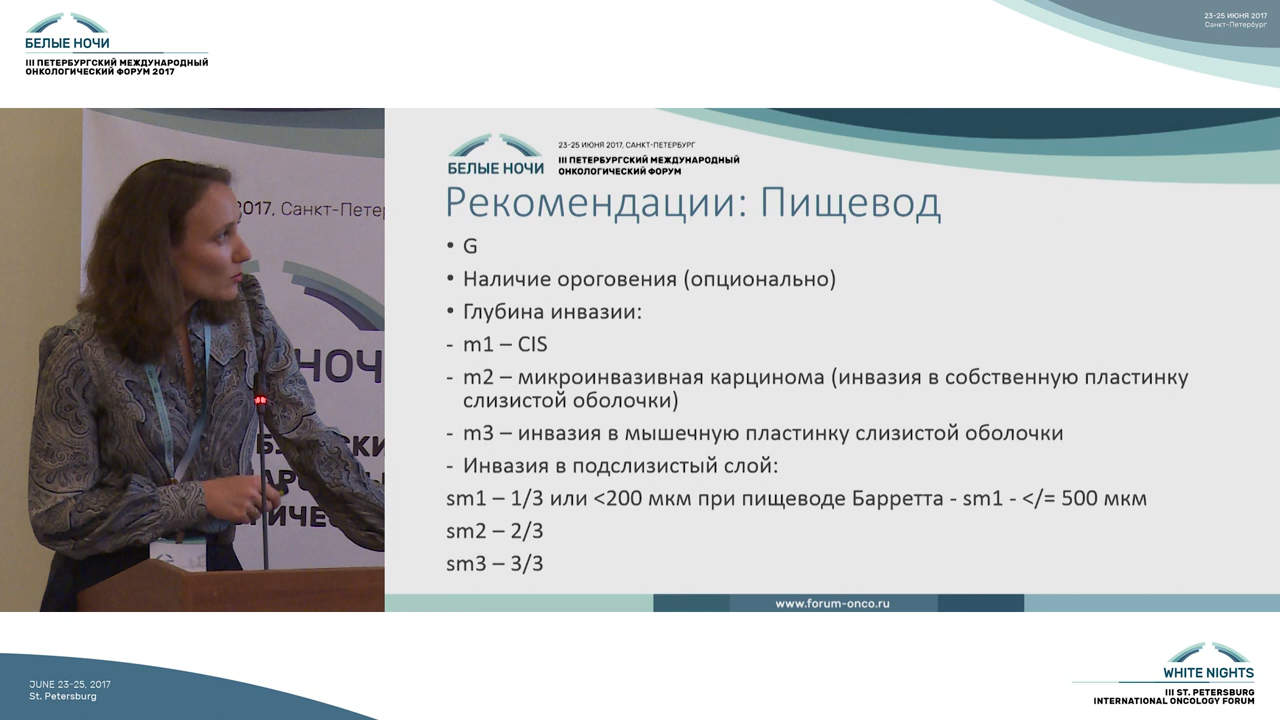 БЕЛЫЕ НОЧИ
III ПЕТЕРБУРГСКИЙ МЕЖДУНАРОДНЫЙ
ОНКОЛОГИЧЕСКИЙ ФОРУМ 2017
23-25 ИЮНЯ 2017
Санкт-Петербург
2017, Санкт-Петер
НОЧ
БЕЛЫЕ НОЧИ
23-25 ИЮНЯ 2017, САНКТ-ПЕТЕРБУРГ
III ПЕТЕРБУРГСКИЙ МЕЖДУНАРОДНЫЙ
ОНКОЛОГИЧЕСКИЙ ФОРУМ
Рекомендации: Пищевод
• G
• Наличие ороговения (опционально)
• Глубина инвазии:
- m1 – CIS
- m2 – микроинвазивная карцинома (инвазия в собственную пластинку
слизистой оболочки)
- m3 – инвазия в мышечную пластинку слизистой оболочки
- Инвазия в подслизистый слой:
sm1 – 1/3 или <200 мкм при пищеводе Барретта - sm1 - </= 500 мкм
sm2 – 2/3
sm3 – 3/3
www.forum-onco.ru
JUNE 23-25, 2017
St. Petersburg
WHITE NIGHTS
III ST. PETERSBURG
INTERNATIONAL ONCOLOGY FORUM